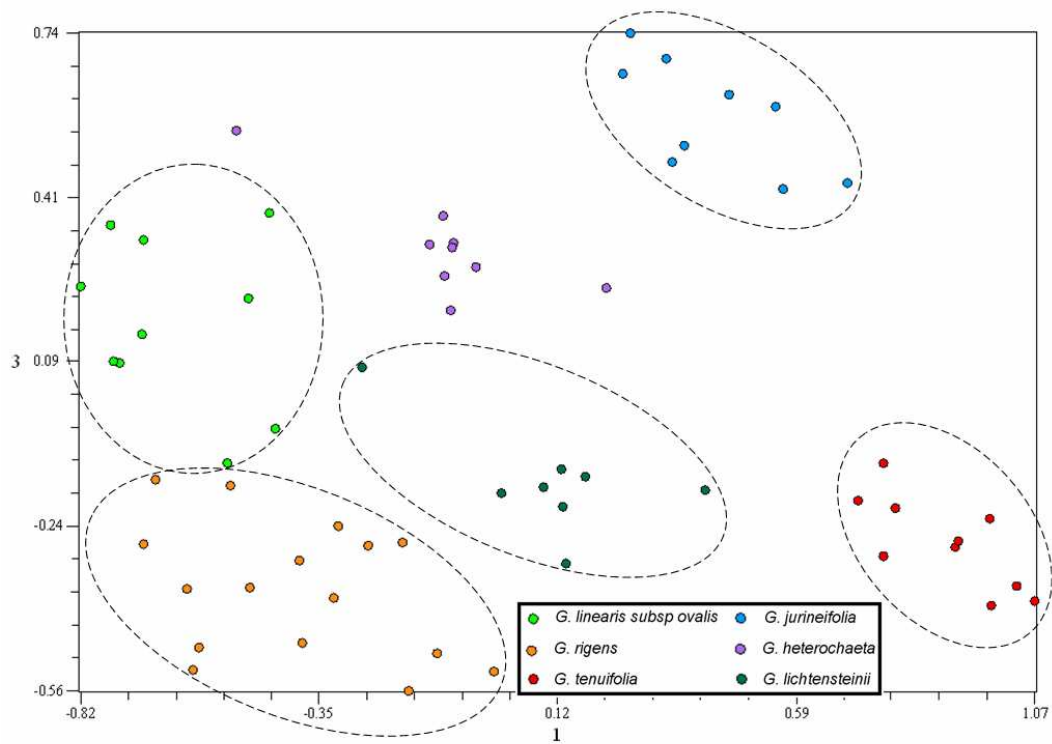 0.74
0.41
3 0.09
-0.24
-0.56
-0.82 -0.35 0.12 0.59 1.07
1
G. linearis subsp ovalis G. jurineifolia
G. rigens G. heterochaeta
G. tenuifolia G. lichtensteinii